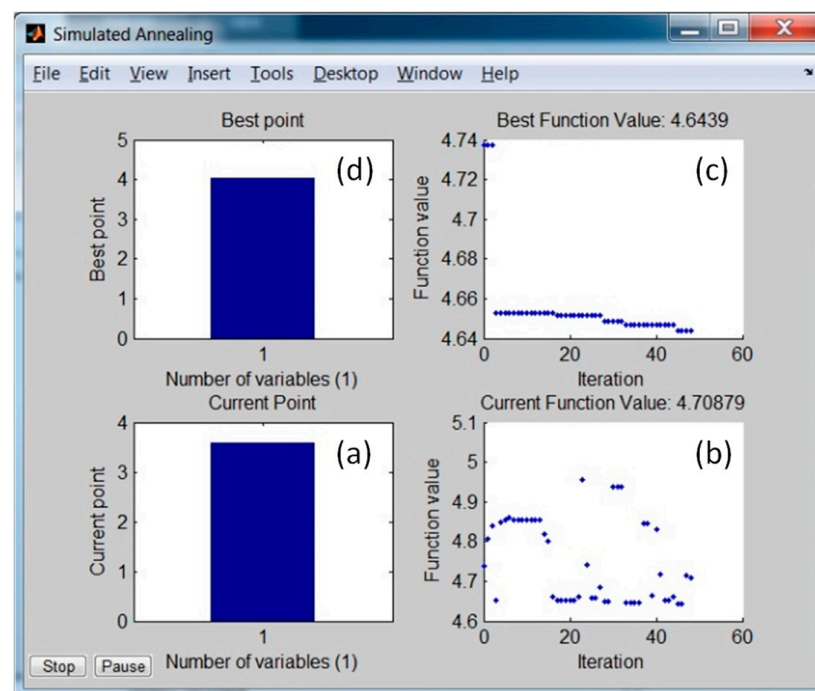 Simulated Annealing
File Edit View Insert Tools Desktop Window Help
Best point
5
4
3
2
1
0
Best point
(d)
1
Number of variables (1)
Best Function Value: 4.6439
4.74
4.72
4.7
4.68
4.66
4.64
Function value
(c)
0 20 40 60
Iteration
Current Point
4
3
2
1
0
Current point
(a)
1
Number of variables (1)
Current Function Value: 4.70879
5.1
5
4.9
4.8
4.7
4.6
Function value
(b)
0 20 40 60
Iteration
Stop Pause